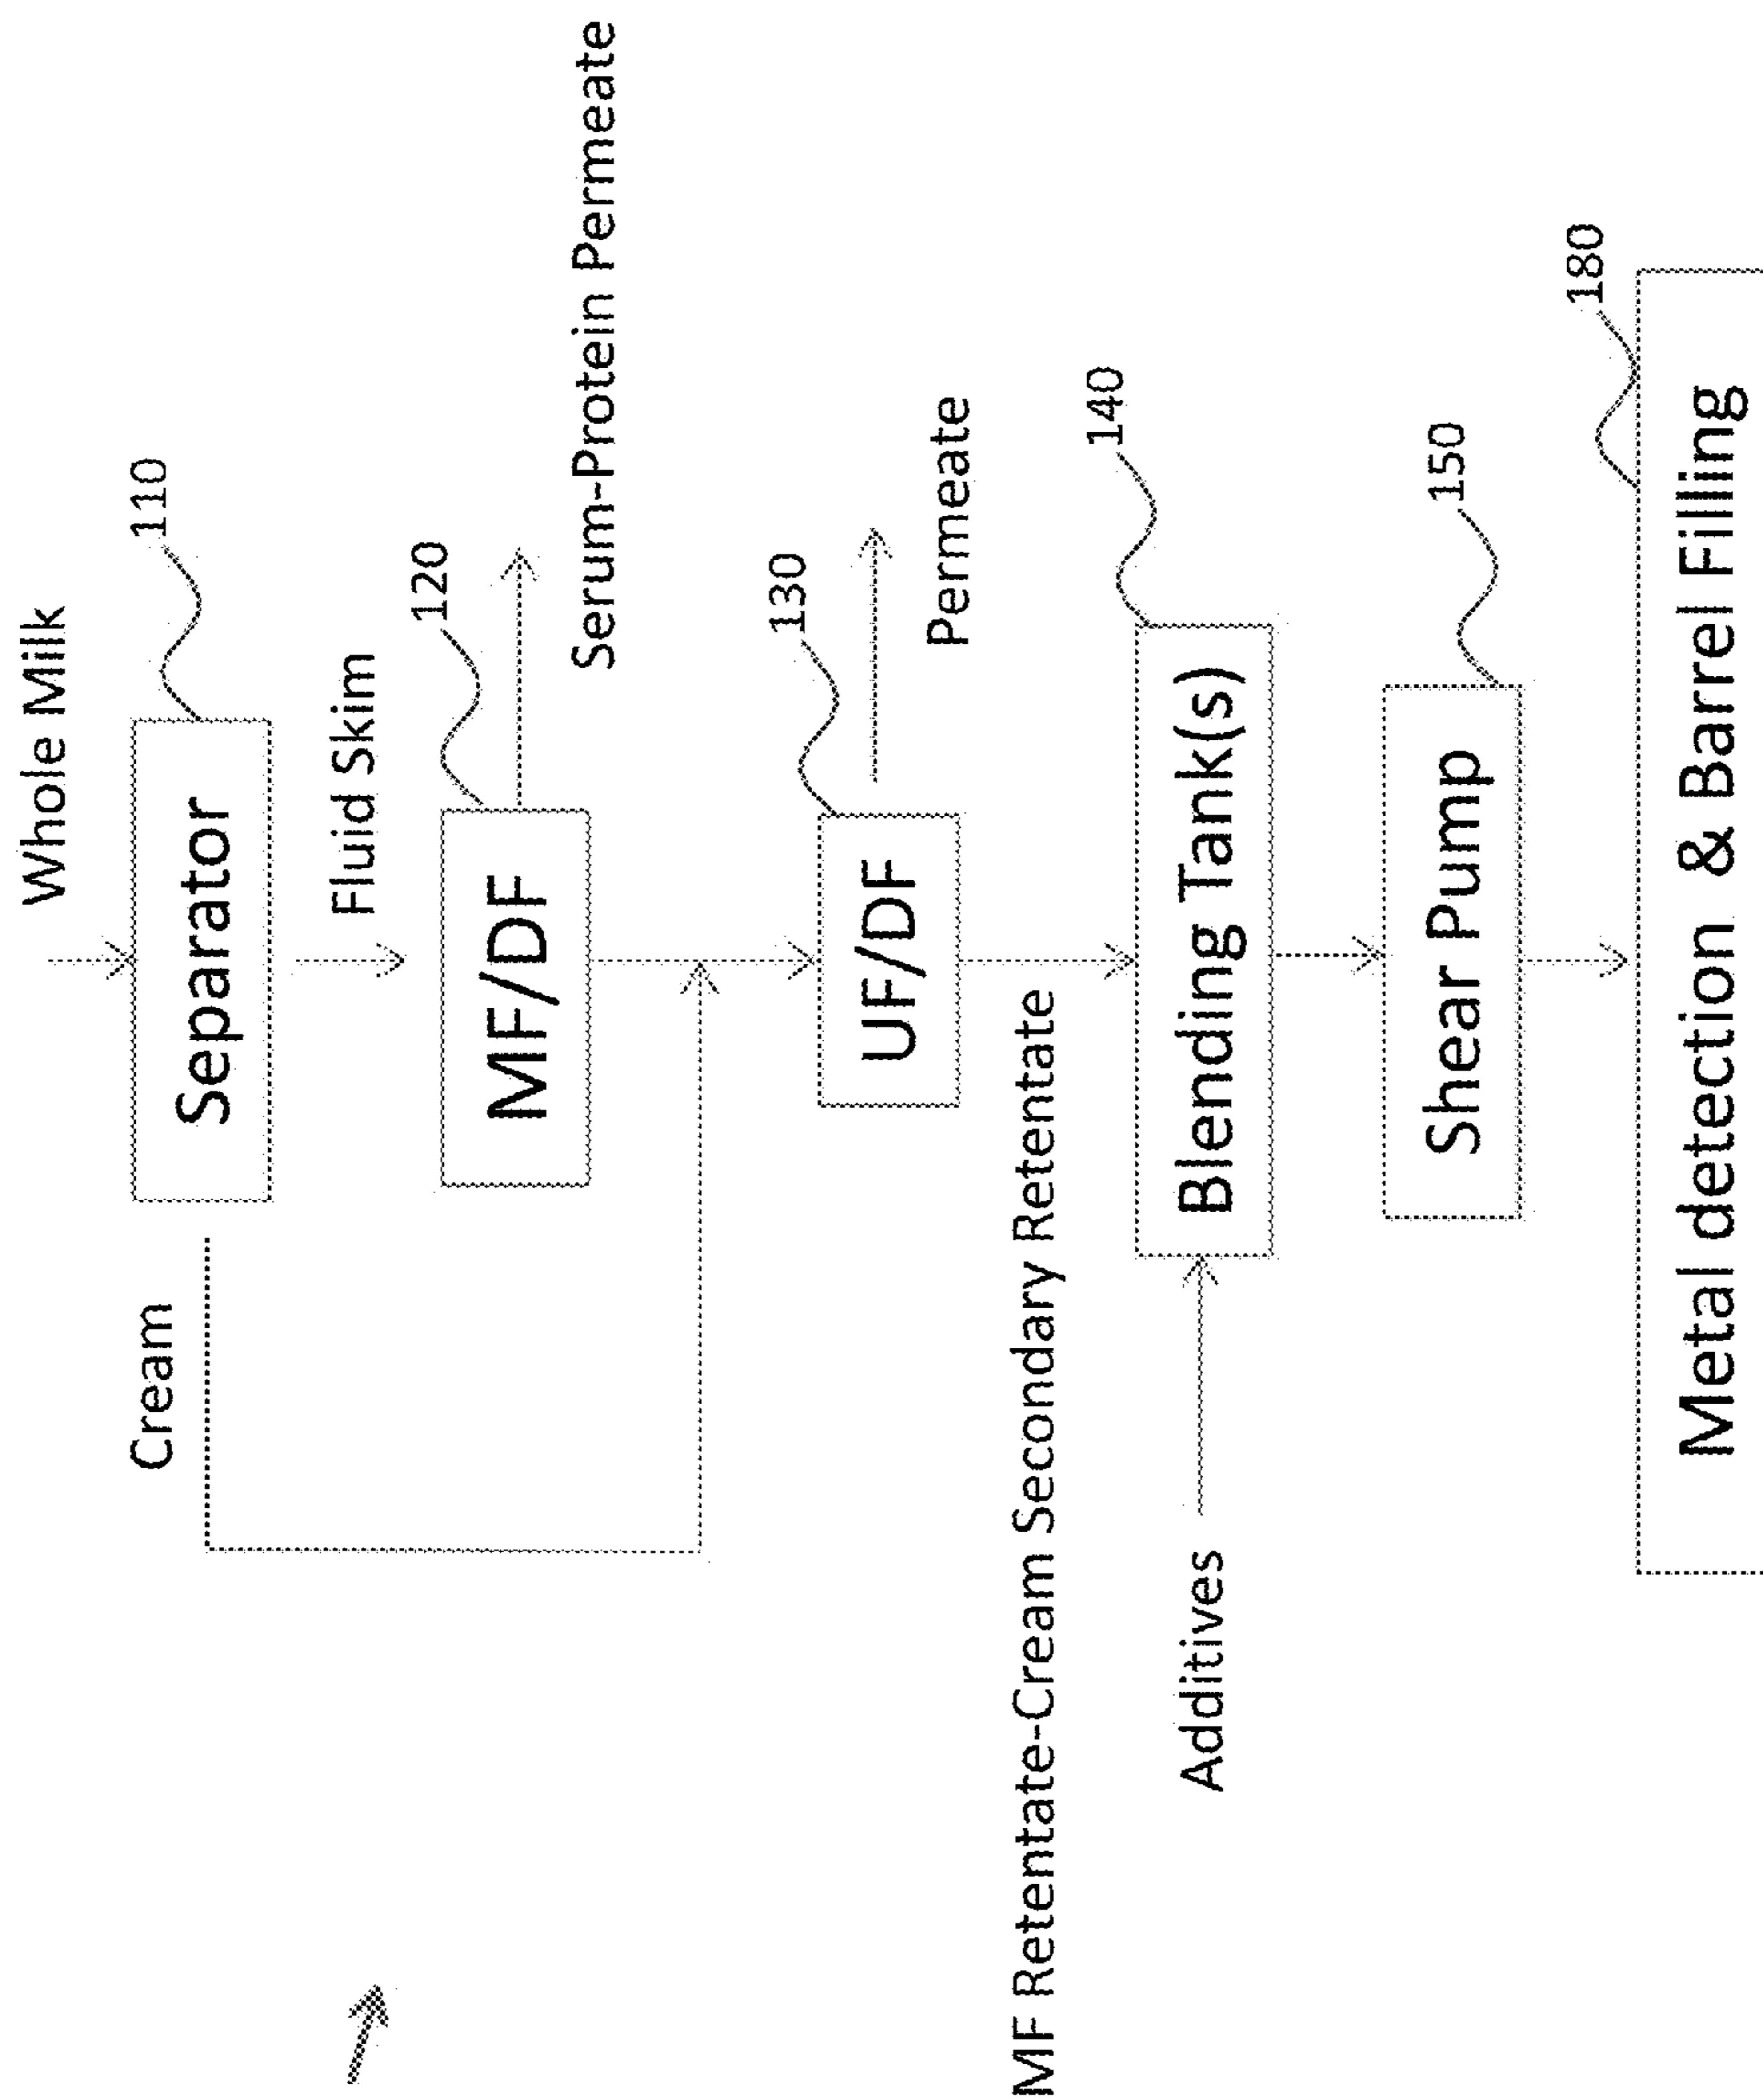 Whole Milk
Separator
110
Cream
Fluid Skim
MF/DF
120
Serum-Protein Permeate
UF/DF
130
Permeate
MF Retentate-Cream Secondary Retentate
Additives
Blending Tank(s)
140
Shear Pump
150
Metal detection & Barrel Filling
180